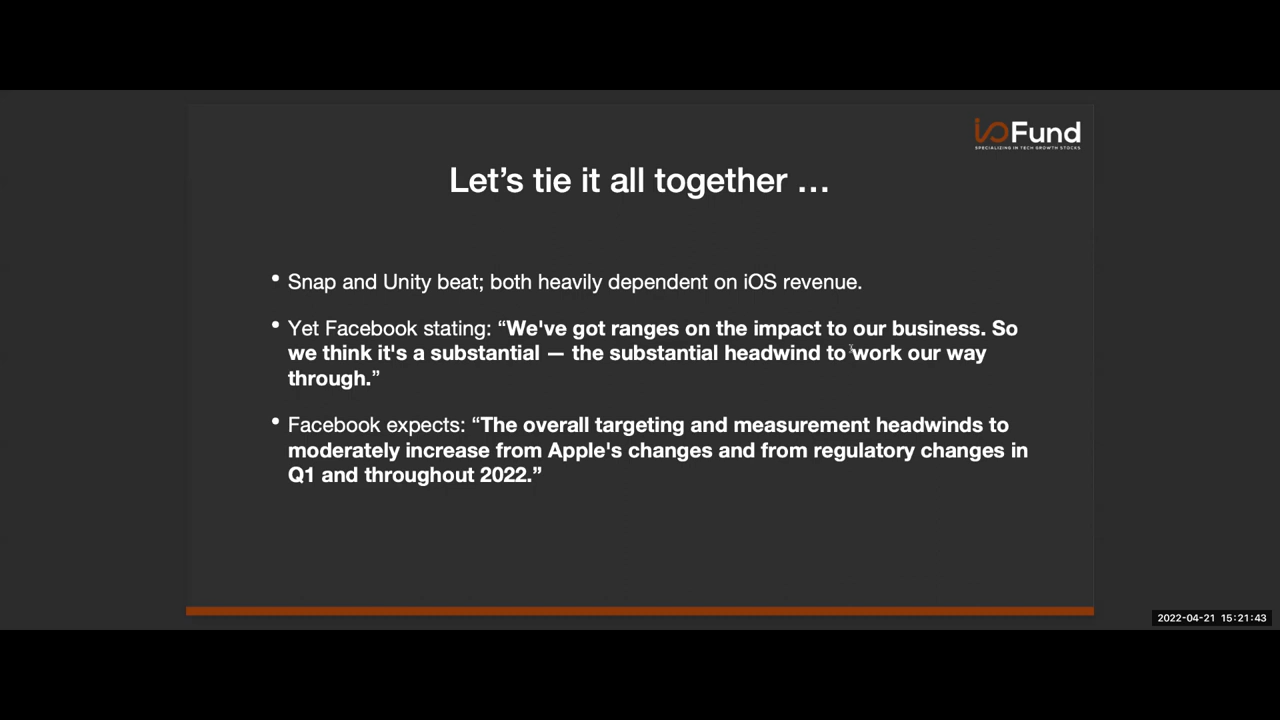 ioFund
SPECIALIZING IN TECH GROWTH STOCKS
Let’s tie it all together …
• Snap and Unity beat; both heavily dependent on iOS revenue.
• Yet Facebook stating: “We've got ranges on the impact to our business. So
we think it's a substantial — the substantial headwind to work our way
through.”
• Facebook expects: “The overall targeting and measurement headwinds to
moderately increase from Apple's changes and from regulatory changes in
Q1 and throughout 2022.”
2022-04-21 15:21:43